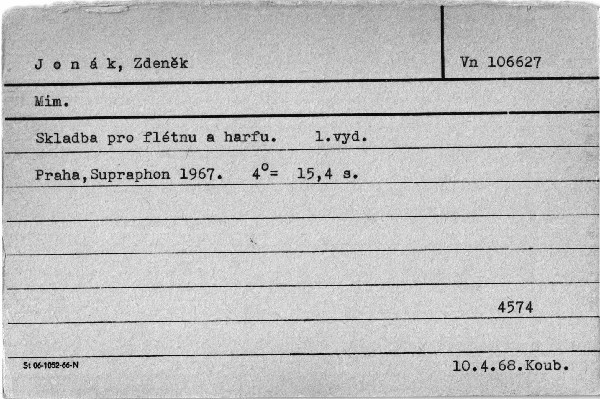 J o n á k, Zdeněk Vn 106627
Mim.
Skladba pro flétnu a harfu. 1.vyd.
Praha,Supraphon 1967. 4°= 15,4 s.
4574
St 06-1052-66-N 10.4.68.Koub.